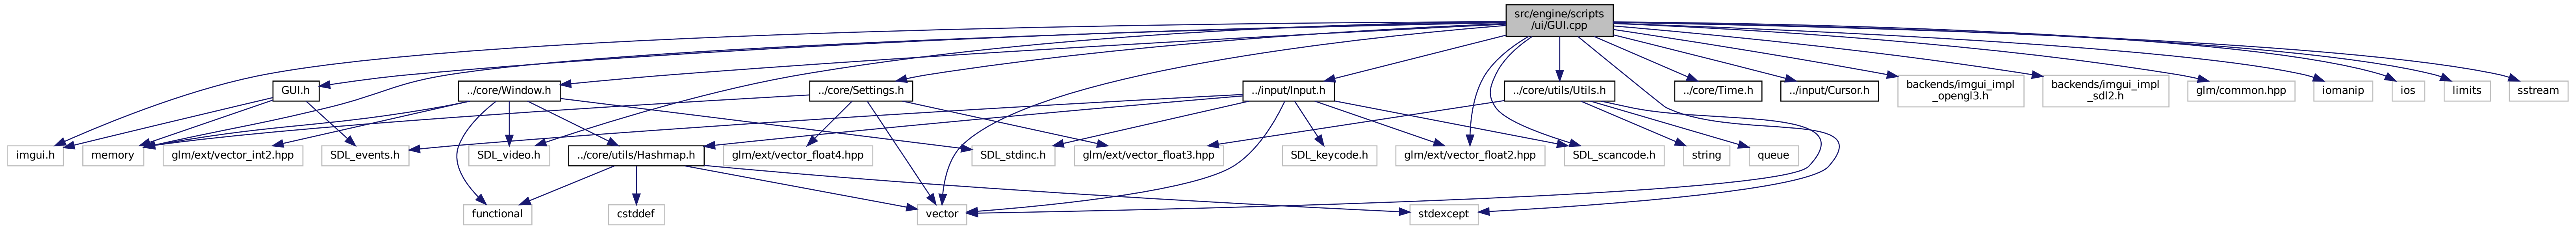 src/engine/scripts
/ui/GUI.cpp
GUI.h
../core/Window.h
../core/Settings.h
../input/Input.h
../core/utils/Utils.h
../core/Time.h
../input/Cursor.h
backends/imgui_impl
_opengl3.h
backends/imgui_impl
_sdl2.h
glm/common.hpp
iomanip
ios
limits
sstream
imgui.h
memory
glm/ext/vector_int2.hpp
SDL_events.h
SDL_video.h
../core/utils/Hashmap.h
glm/ext/vector_float4.hpp
SDL_stdinc.h
glm/ext/vector_float3.hpp
SDL_keycode.h
glm/ext/vector_float2.hpp
SDL_scancode.h
string
queue
functional
cstddef
vector
stdexcept